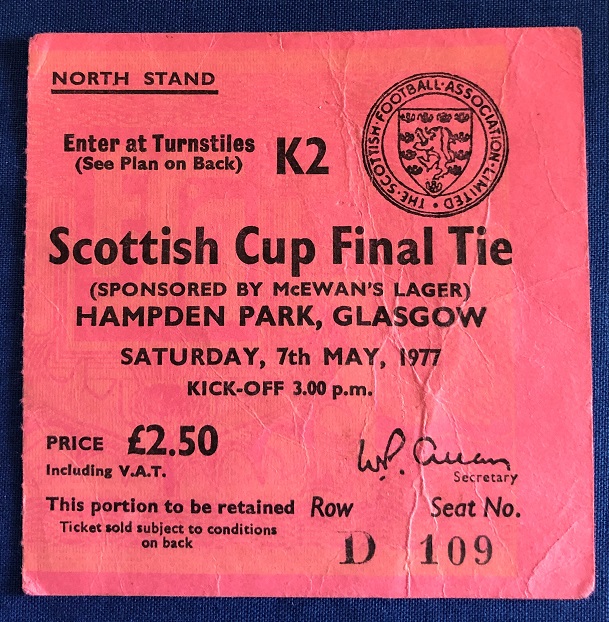 NORTH STAND
Enter at Turnstiles
(See Plan on Back)
K2
THE SCOTTISH FOOTBALL ASSOCIATION LIMITED
Scottish Cup Final Tie
(SPONSORED BY McEWAN'S LAGER)
HAMPDEN PARK, GLASGOW
SATURDAY, 7th MAY, 1977
KICK-OFF 3.00 p.m.
PRICE £2.50
Including V.A.T.
Secretary
This portion to be retained Row Seat No.
Ticket sold subject to conditions
on back
D 109